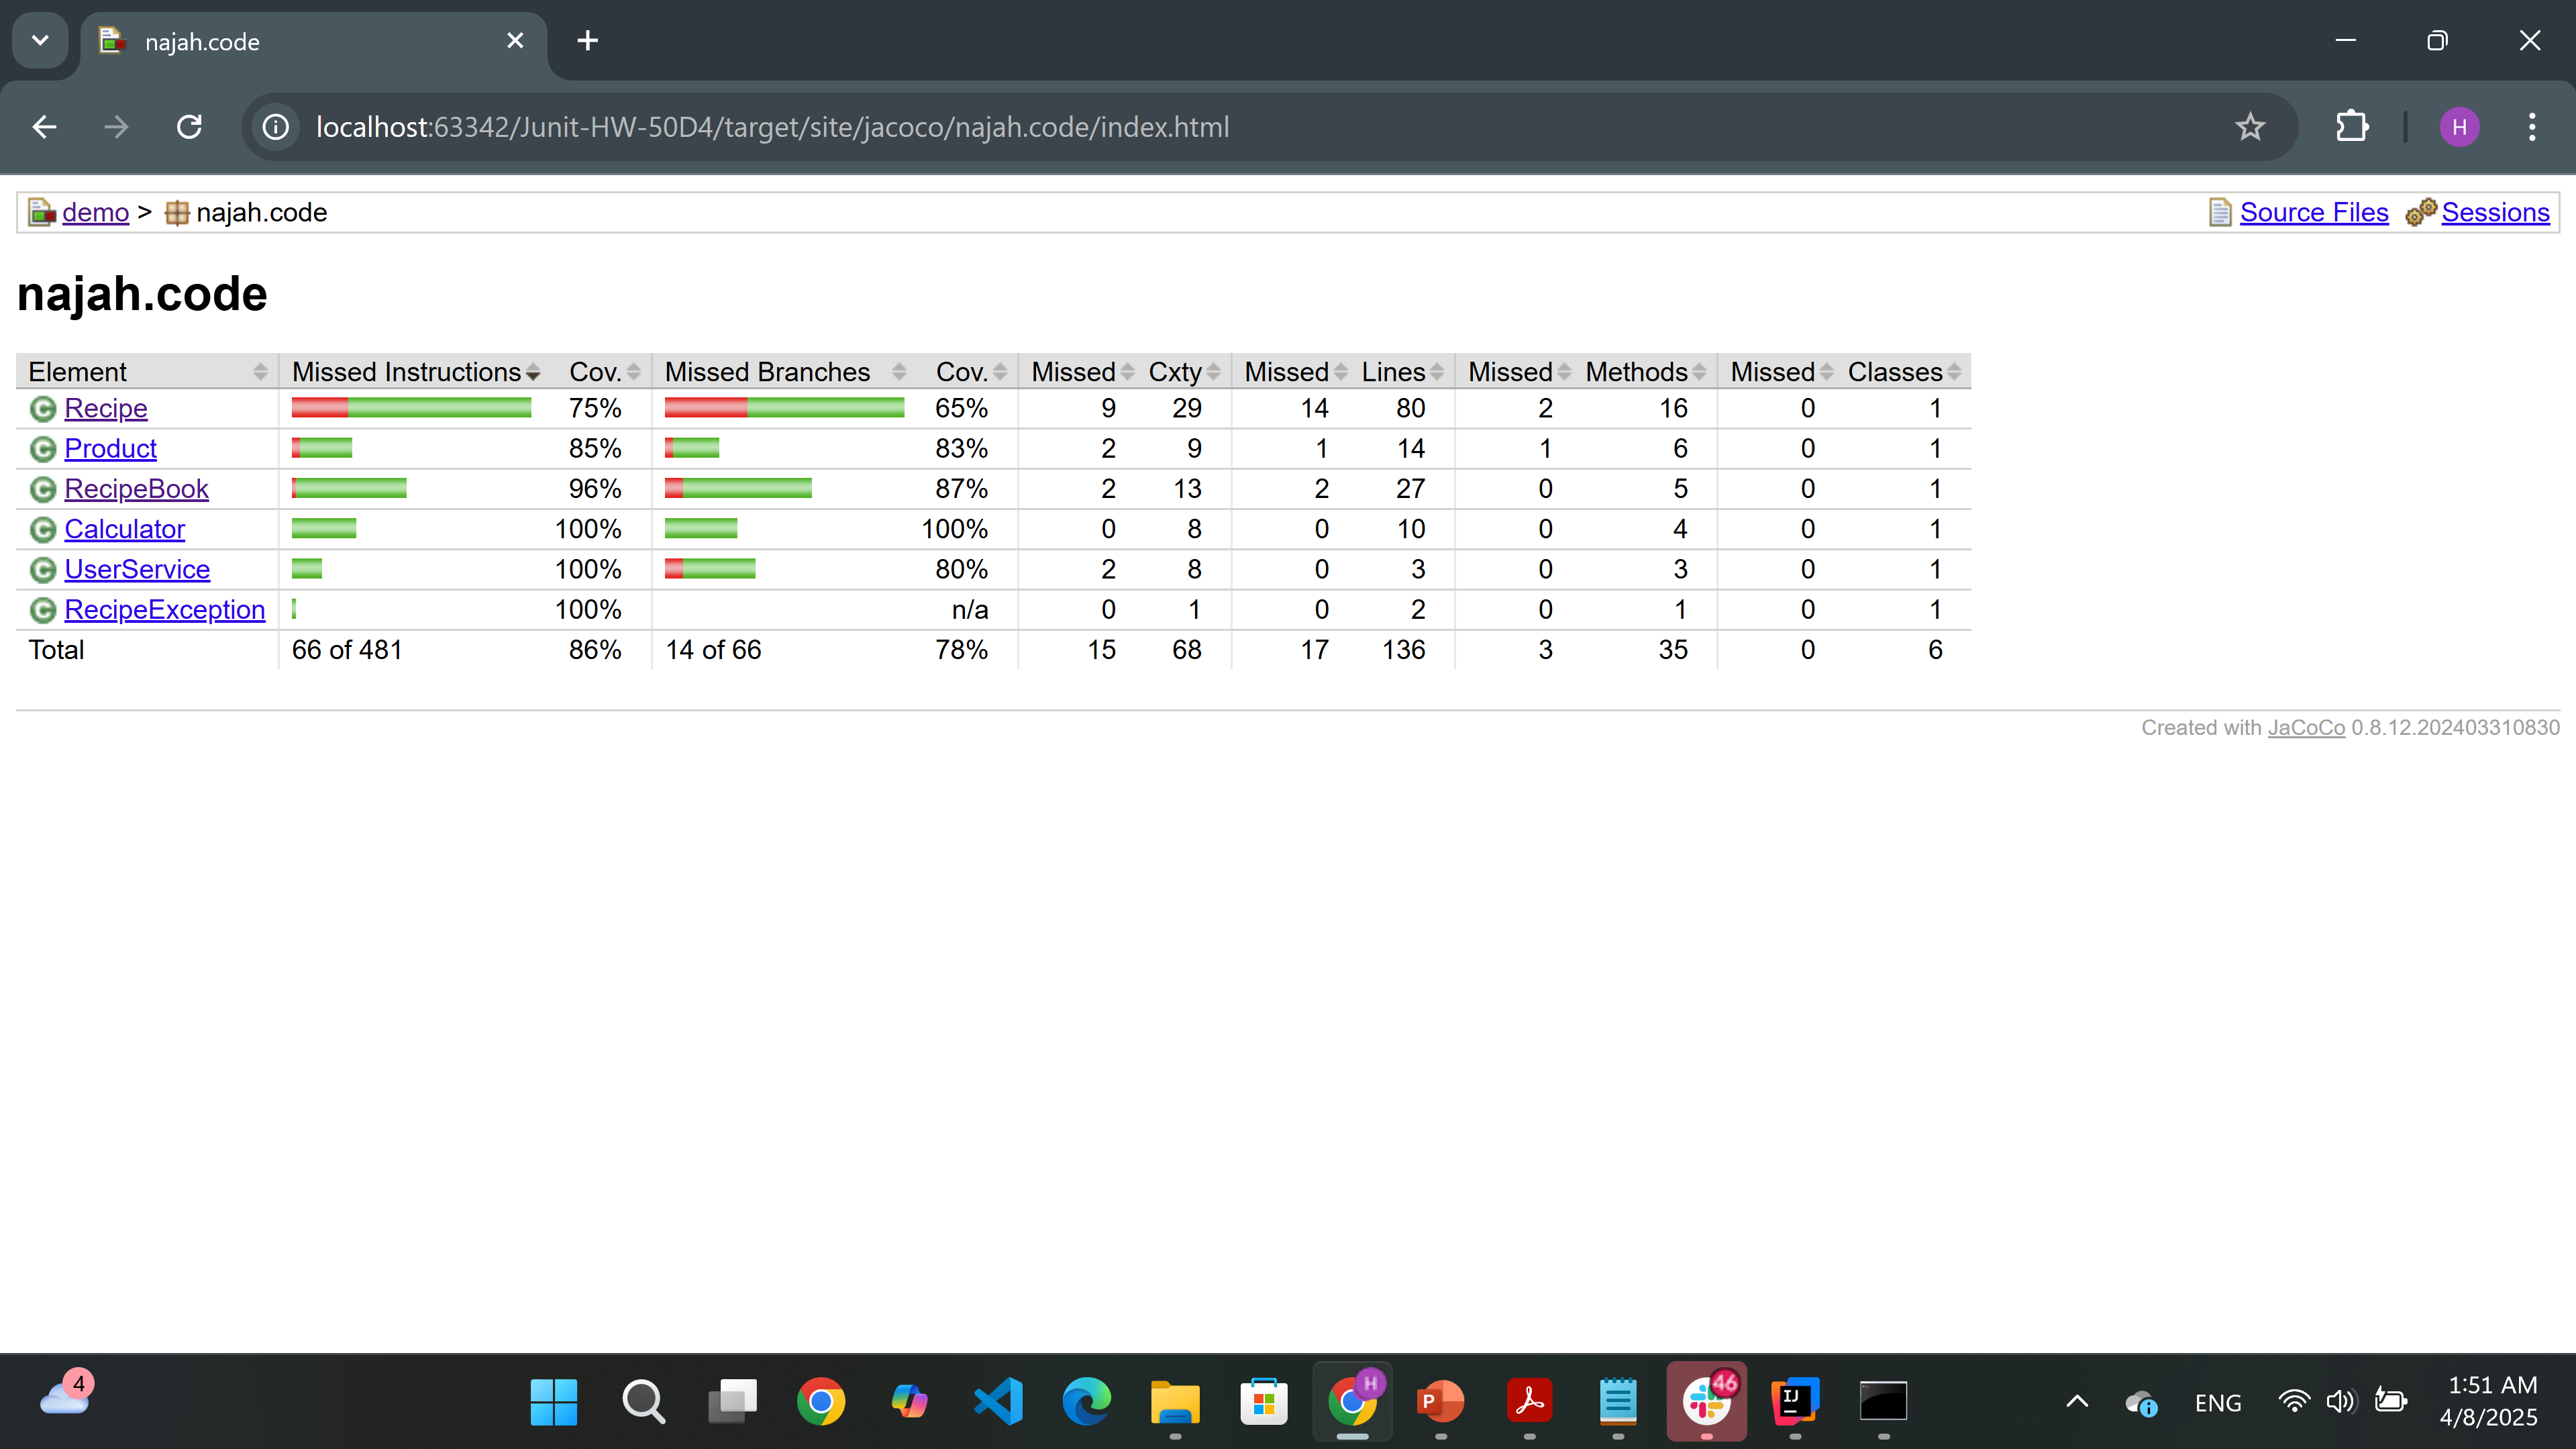 najah.code
localhost:63342/Junit-HW-50D4/target/site/jacoco/najah.code/index.html
H
demo > najah.code
Source Files Sessions
najah.code
Element Missed Instructions Cov. Missed Branches Cov. Missed Cxty Missed Lines Missed Methods Missed Classes
Recipe 75% 65% 9 29 14 80 2 16 0 1
Product 85% 83% 2 9 1 14 1 6 0 1
RecipeBook 96% 87% 2 13 2 27 0 5 0 1
Calculator 100% 100% 0 8 0 10 0 4 0 1
UserService 100% 80% 2 8 0 3 0 3 0 1
RecipeException 100% n/a 0 1 0 2 0 1 0 1
Total 66 of 481 86% 14 of 66 78% 15 68 17 136 3 35 0 6
Created with JaCoCo 0.8.12.202403310830
4
H
P
46
IJ
ENG
1:51 AM
4/8/2025